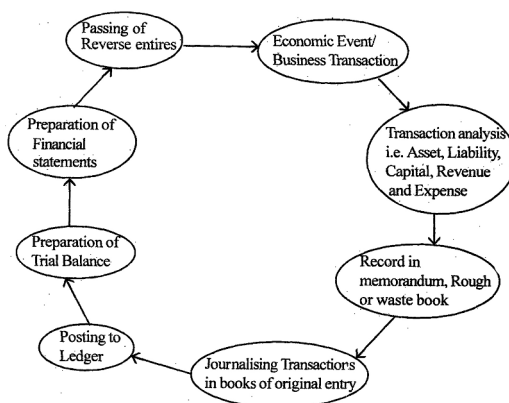 Passing of
Reverse entires
Economic Event/
Business Transaction
Transaction analysis
i.e. Asset, Liability,
Capital, Revenue
and Expense
Record in
memorandum, Rough
or waste book
Journalising Transactions
in books of original entry
Posting to
Ledger
Preparation of
Trial Balance
Preparation of
Financial
statements